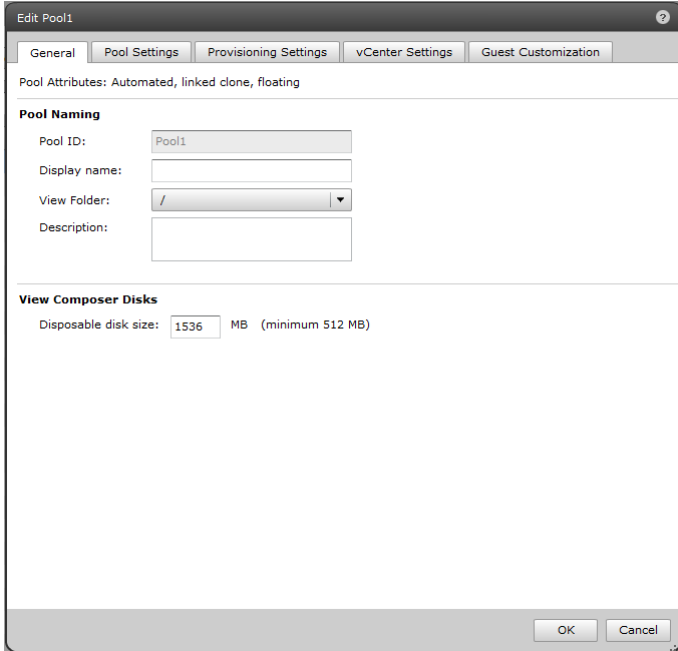 Edit Pool1 ?
General Pool Settings Provisioning Settings vCenter Settings Guest Customization
Pool Attributes: Automated, linked clone, floating
Pool Naming
Pool ID: Pool1
Display name:
View Folder: /
Description:
View Composer Disks
Disposable disk size: 1536 MB (minimum 512 MB)
OK Cancel